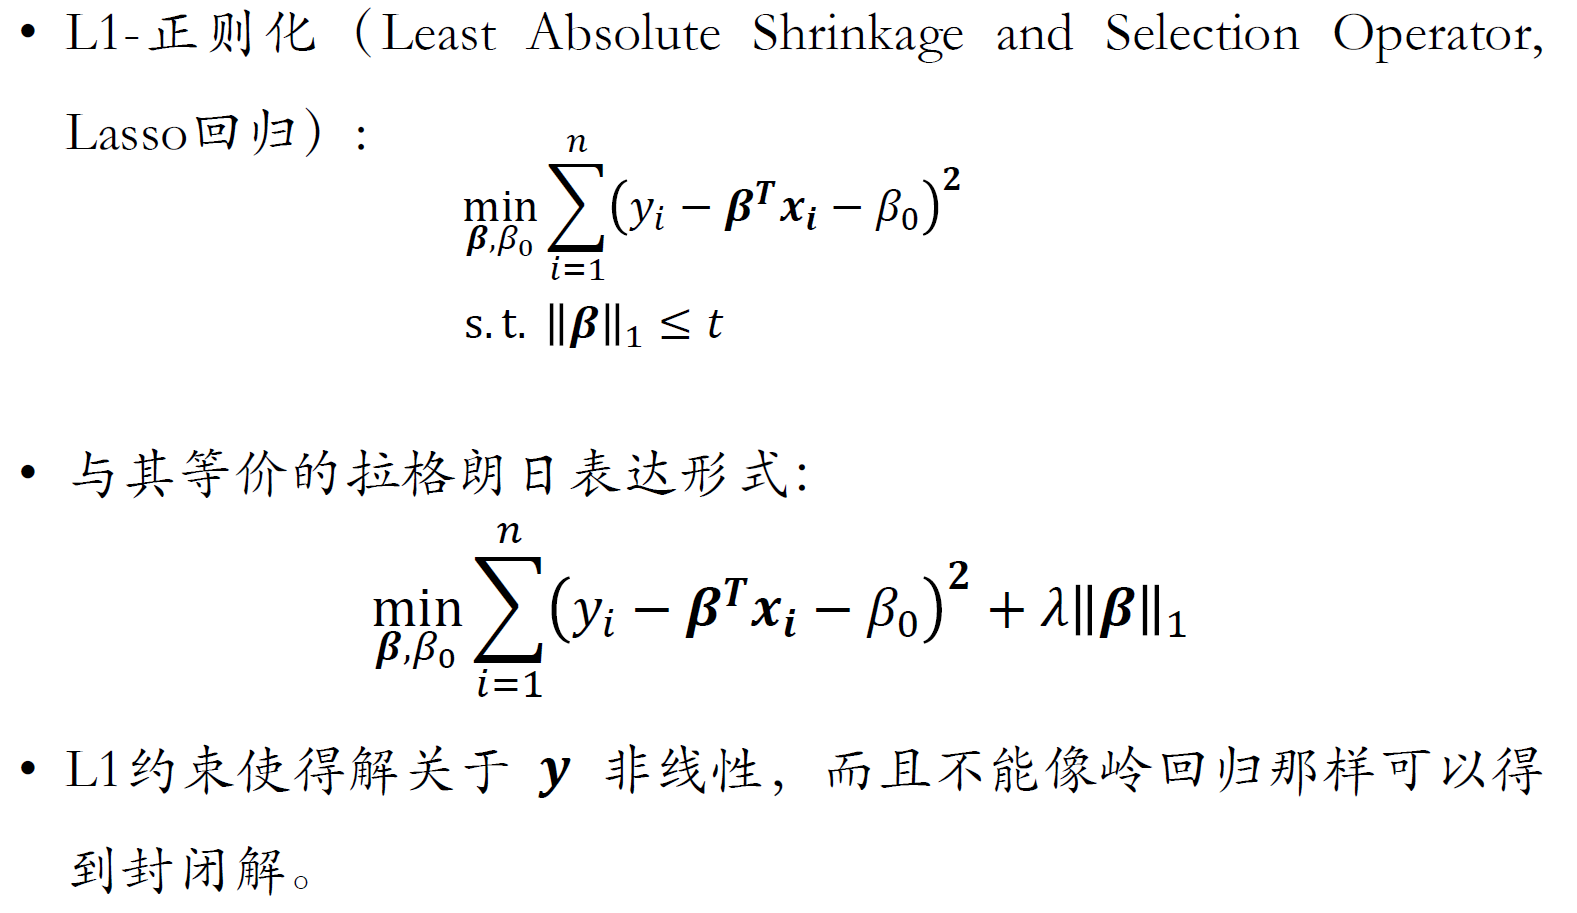 • L1-正则化（Least Absolute Shrinkage and Selection Operator,
Lasso回归）:
$\min_{\boldsymbol{\beta},\beta_0} \sum_{i=1}^{n} (y_i - \boldsymbol{\beta}^T \boldsymbol{x}_i - \beta_0)^2$
s.t. $\|\boldsymbol{\beta}\|_1 \leq t$
• 与其等价的拉格朗日表达形式:
$\min_{\boldsymbol{\beta},\beta_0} \sum_{i=1}^{n} (y_i - \boldsymbol{\beta}^T \boldsymbol{x}_i - \beta_0)^2 + \lambda \|\boldsymbol{\beta}\|_1$
• L1约束使得解关于 y 非线性，而且不能像岭回归那样可以得
到封闭解。